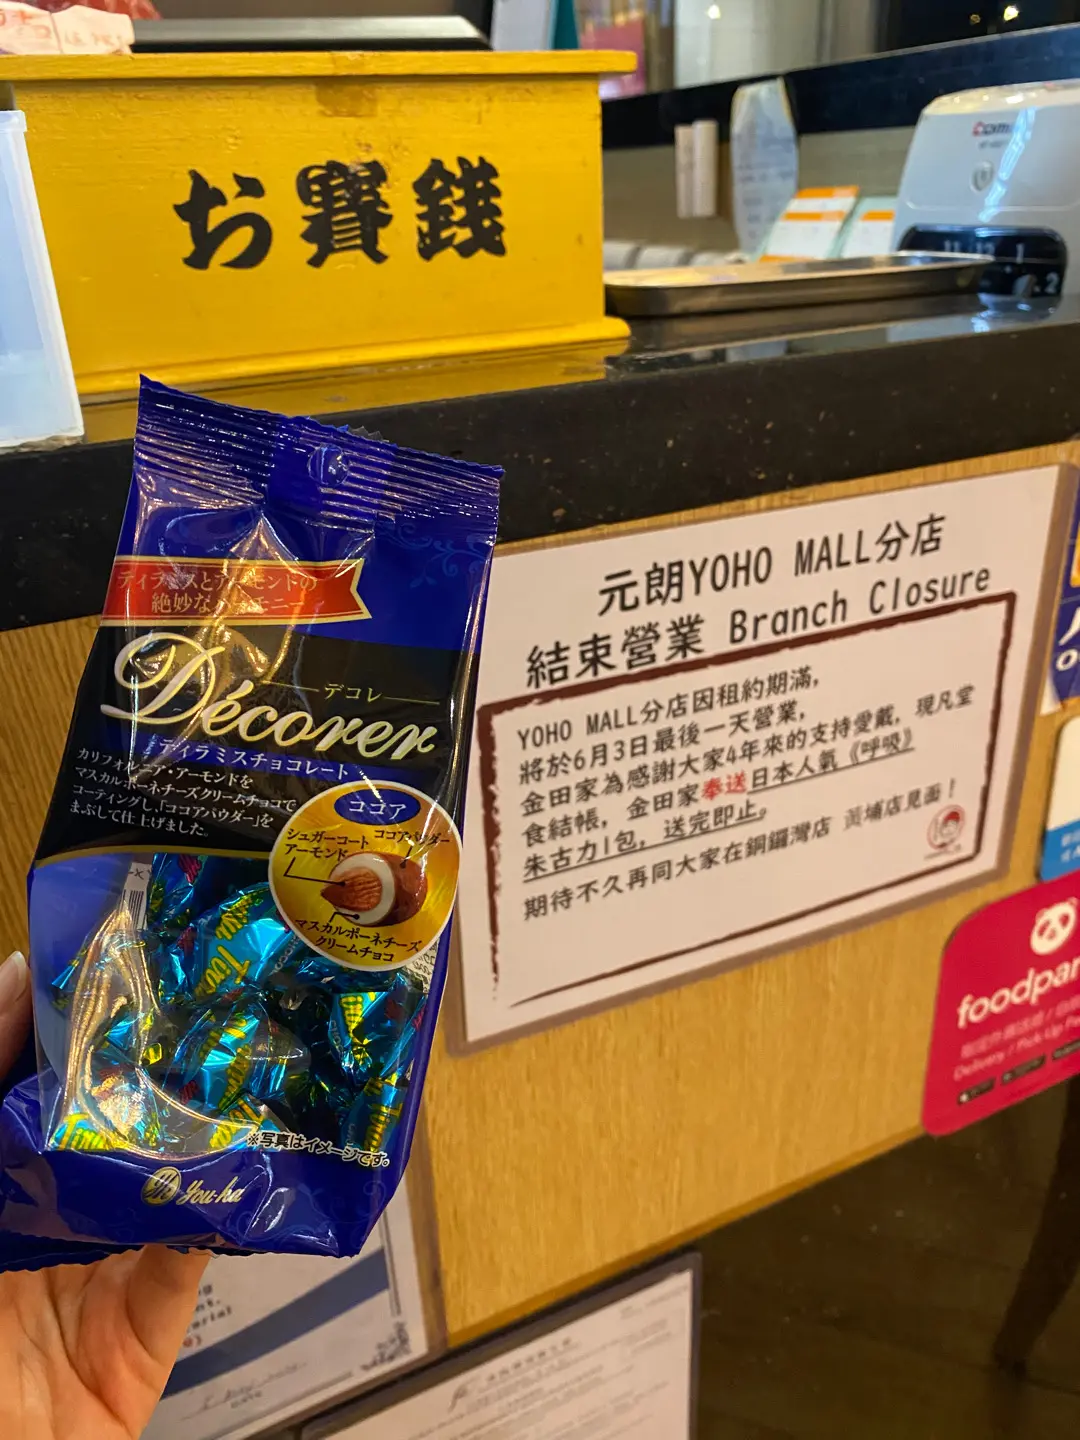 お賽銭
11 12 1
2
ティラミスとアーモンドの
絶妙なハーモニー
Décorer
デコレ
ティラミスチョコレート
カリフォルニア・アーモンドを
マスカルポーネチーズクリームチョコで
コーティングし、「ココアパウダー」を
まぶして仕上げました。
ココア
シュガーコート
アーモンド
ココアパウダー
マスカルポーネチーズ
クリームチョコ
※写真はイメージです。
You-ha
元朗YOHO MALL分店
結束營業 Branch Closure
YOHO MALL分店因租約期滿,
將於6月3日最後一天營業,
金田家為感謝大家4年來的支持愛戴, 現凡堂
食結帳, 金田家奉送日本人氣《呼吸》
朱古力1包, 送完即止。
期待不久再同大家在銅鑼灣店 黃埔店見面!
foodpan
Delivery / Pick Up